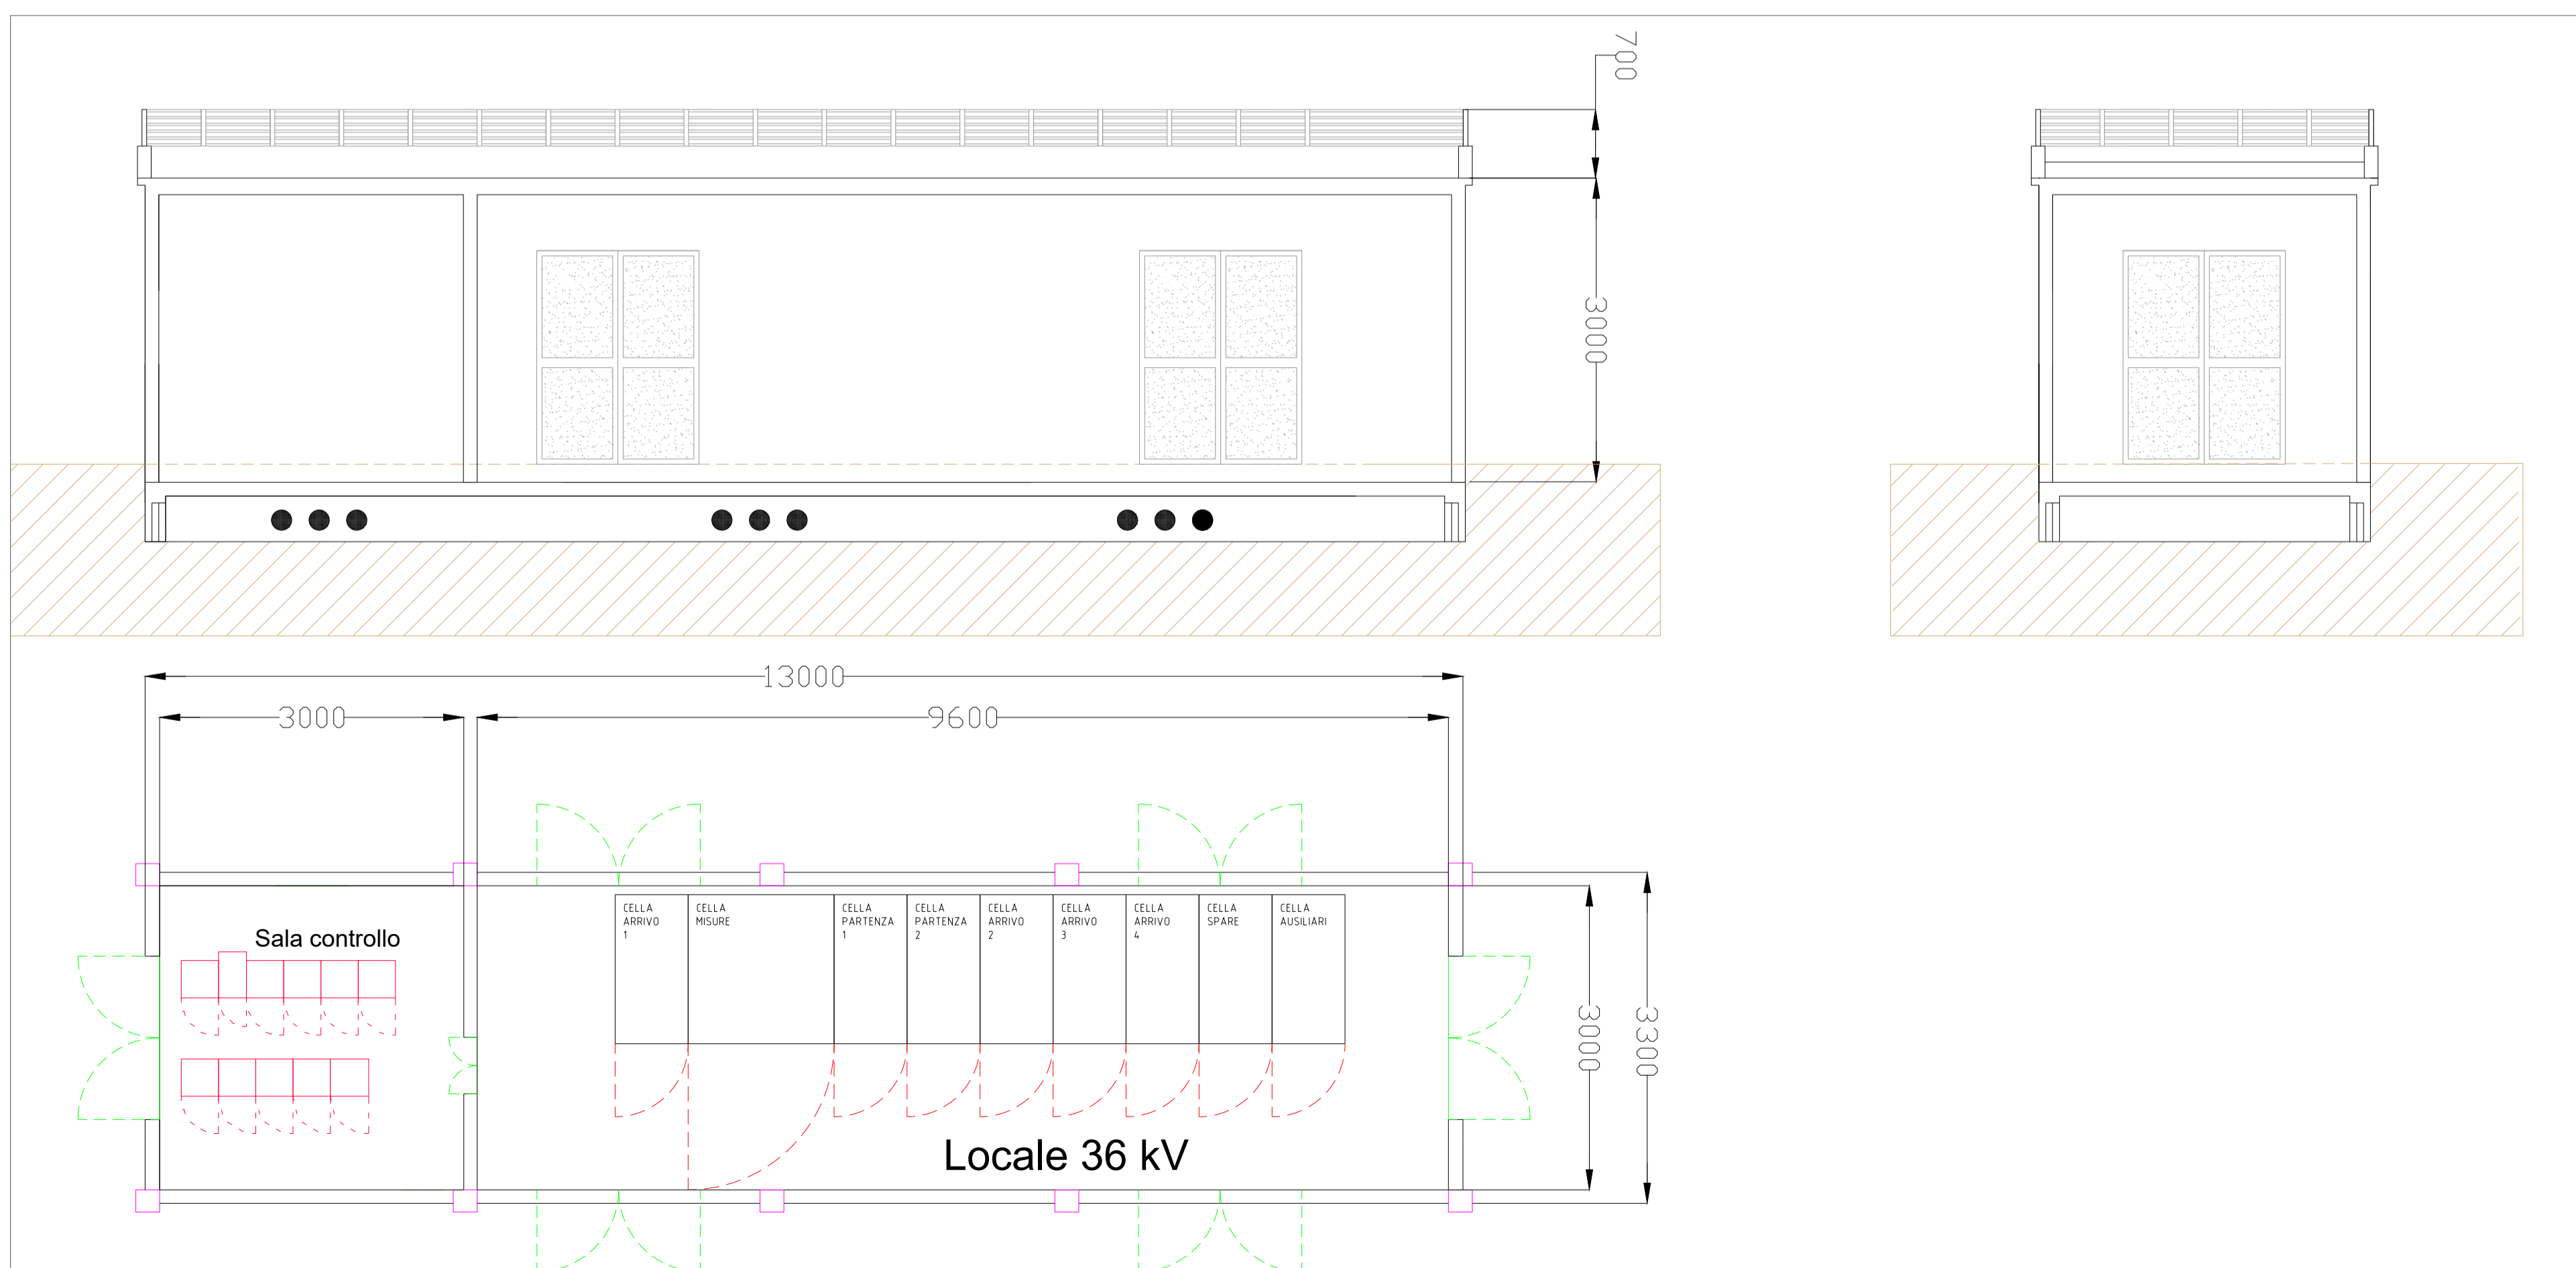 700
3000
13000
3000
9600
CELLA
ARRIVO
1
CELLA
MISURE
CELLA
PARTENZA
1
CELLA
PARTENZA
2
CELLA
ARRIVO
2
CELLA
ARRIVO
3
CELLA
ARRIVO
4
CELLA
SPARE
CELLA
AUSILIARI
Sala controllo
3000
3300
Locale 36 kV